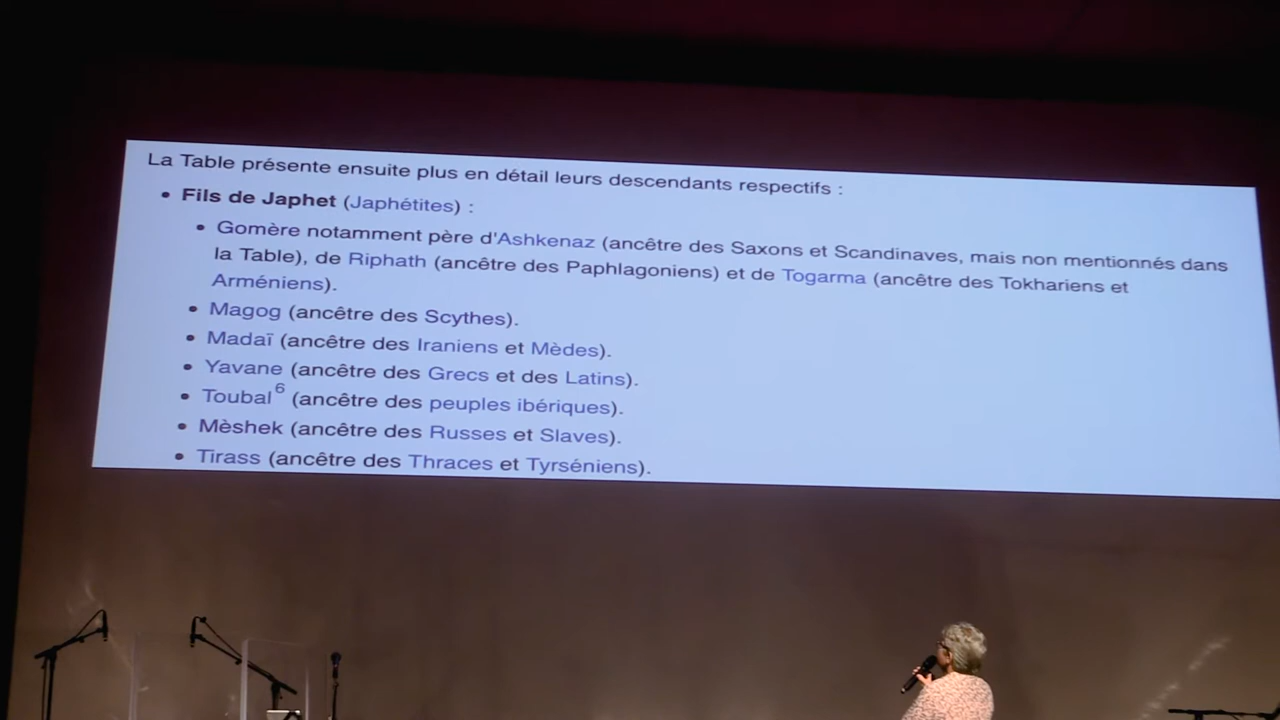 La Table présente ensuite plus en détail leurs descendants respectifs :
• Fils de Japhet (Japhétites) :
• Gomère notamment père d'Ashkenaz (ancêtre des Saxons et Scandinaves, mais non mentionnés dans
la Table), de Riphath (ancêtre des Paphlagoniens) et de Togarma (ancêtre des Tokhariens et
Arméniens).
• Magog (ancêtre des Scythes).
• Madaï (ancêtre des Iraniens et Mèdes).
• Yavane (ancêtre des Grecs et des Latins).
• Toubal⁶ (ancêtre des peuples ibériques).
• Mèshek (ancêtre des Russes et Slaves).
• Tirass (ancêtre des Thraces et Tyrséniens).